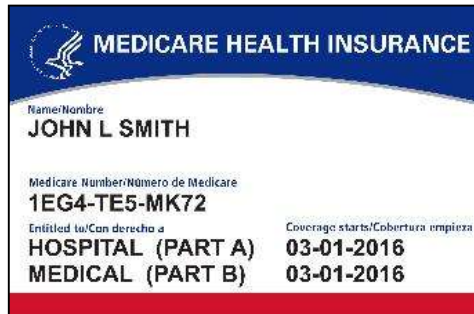 MEDICARE HEALTH INSURANCE
Name/Nombre
JOHN L SMITH
Medicare Number/Número de Medicare
1EG4-TE5-MK72
Entitled to/Con derecho a Coverage starts/Cobertura empieza
HOSPITAL (PART A) 03-01-2016
MEDICAL (PART B) 03-01-2016